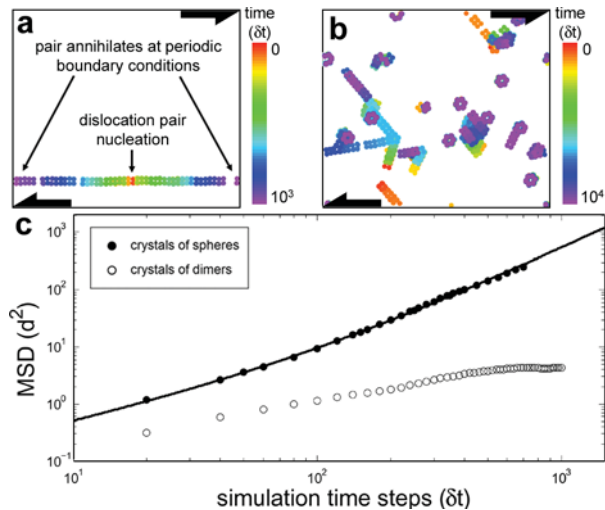 a
pair annihilates at periodic
boundary conditions
dislocation pair
nucleation
time
(δt)
0
10³
b
time
(δt)
0
10⁴
c
crystals of spheres
crystals of dimers
MSD (d²)
10³
10²
10¹
10⁰
10⁻¹
10¹
10²
10³
simulation time steps (δt)